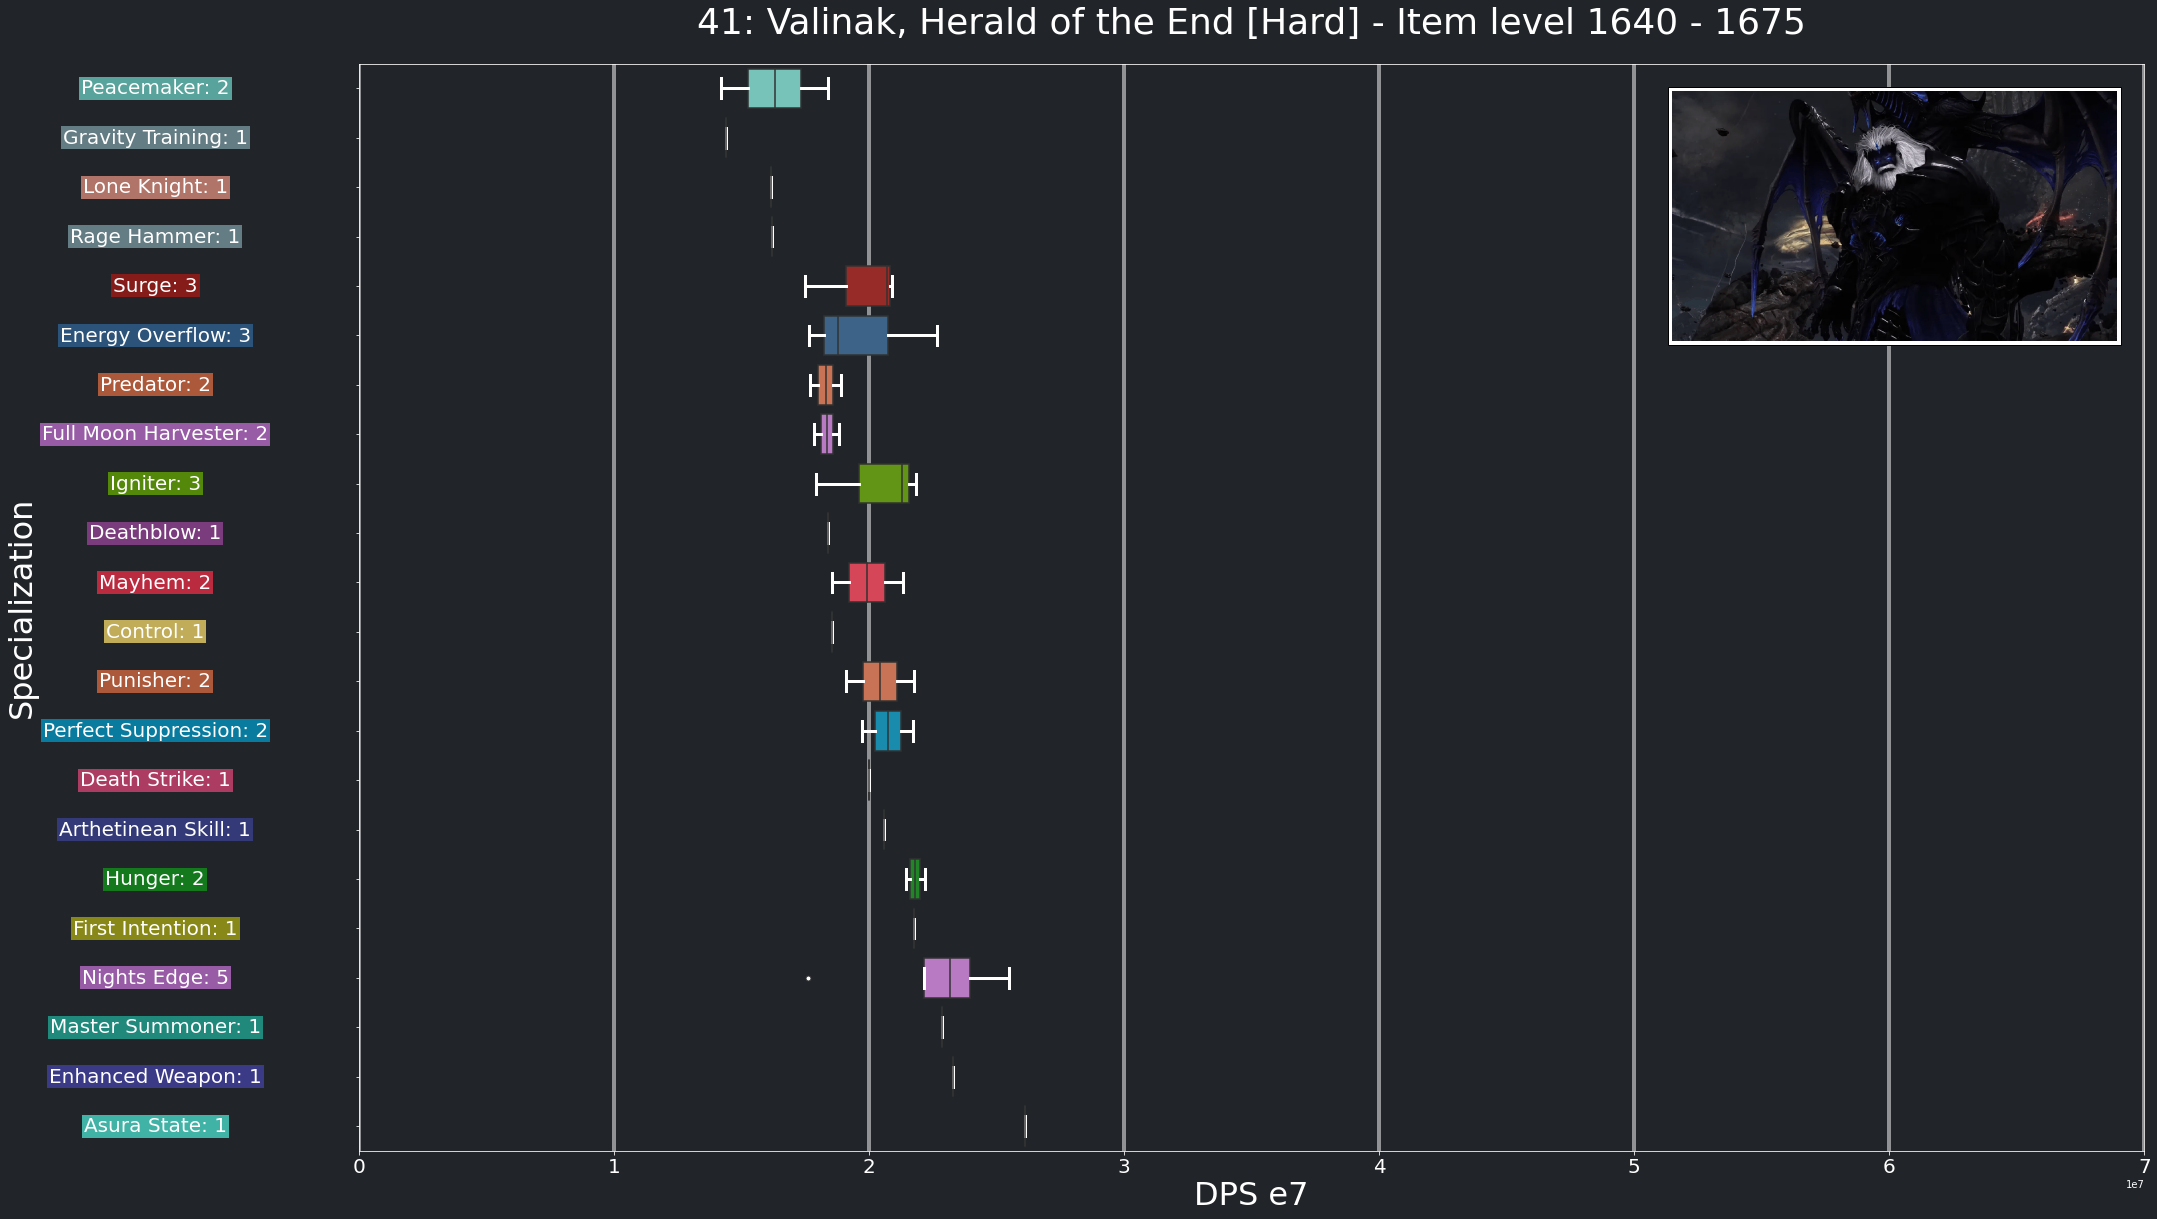 41: Valinak, Herald of the End [Hard] - Item level 1640 - 1675
Peacemaker: 2
Gravity Training: 1
Lone Knight: 1
Rage Hammer: 1
Surge: 3
Energy Overflow: 3
Predator: 2
Full Moon Harvester: 2
Igniter: 3
Deathblow: 1
Mayhem: 2
Control: 1
Punisher: 2
Perfect Suppression: 2
Death Strike: 1
Arthetinean Skill: 1
Hunger: 2
First Intention: 1
Nights Edge: 5
Master Summoner: 1
Enhanced Weapon: 1
Asura State: 1
Specialization
0 1 2 3 4 5 6 7
1e7
DPS e7